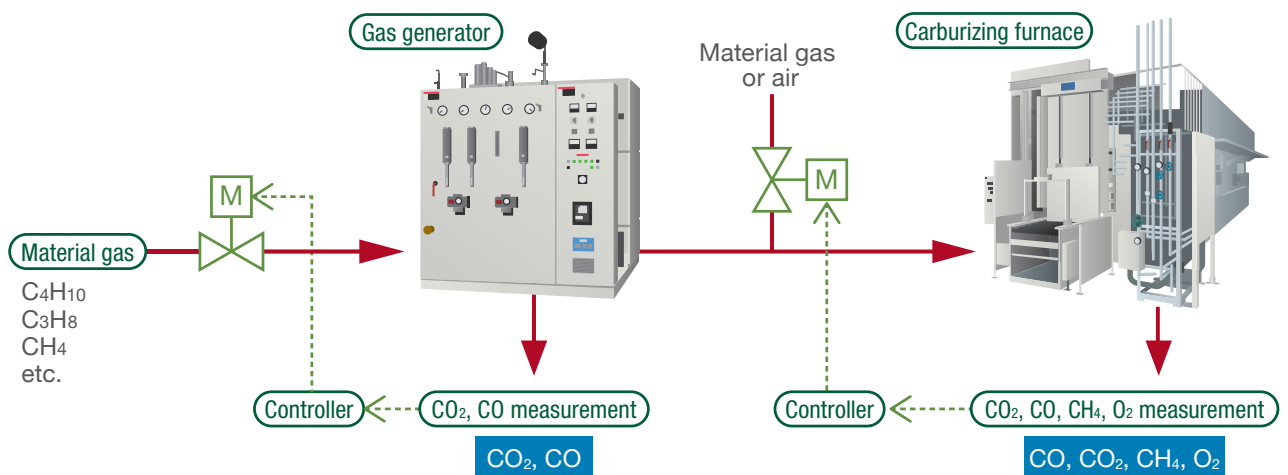 Gas generator
Carburizing furnace
Material gas
or air
M
M
Material gas
C₄H₁₀
C₃H₈
CH₄
etc.
Controller
CO₂, CO measurement
Controller
CO₂, CO, CH₄, O₂ measurement
CO₂, CO
CO, CO₂, CH₄, O₂